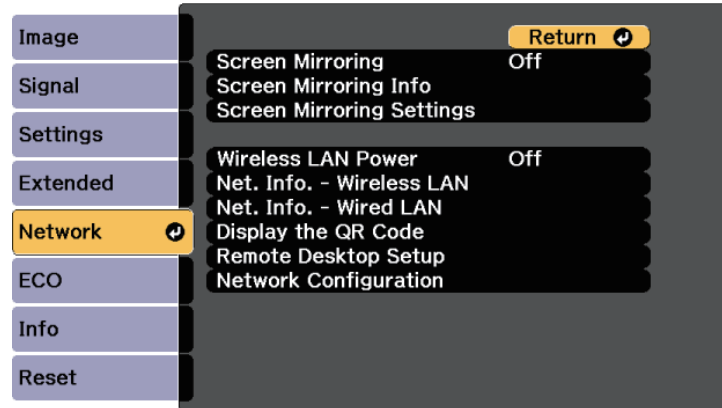 Image
Signal
Settings
Extended
Network
ECO
Info
Reset
Return
Screen Mirroring Off
Screen Mirroring Info
Screen Mirroring Settings
Wireless LAN Power Off
Net. Info. - Wireless LAN
Net. Info. - Wired LAN
Display the QR Code
Remote Desktop Setup
Network Configuration